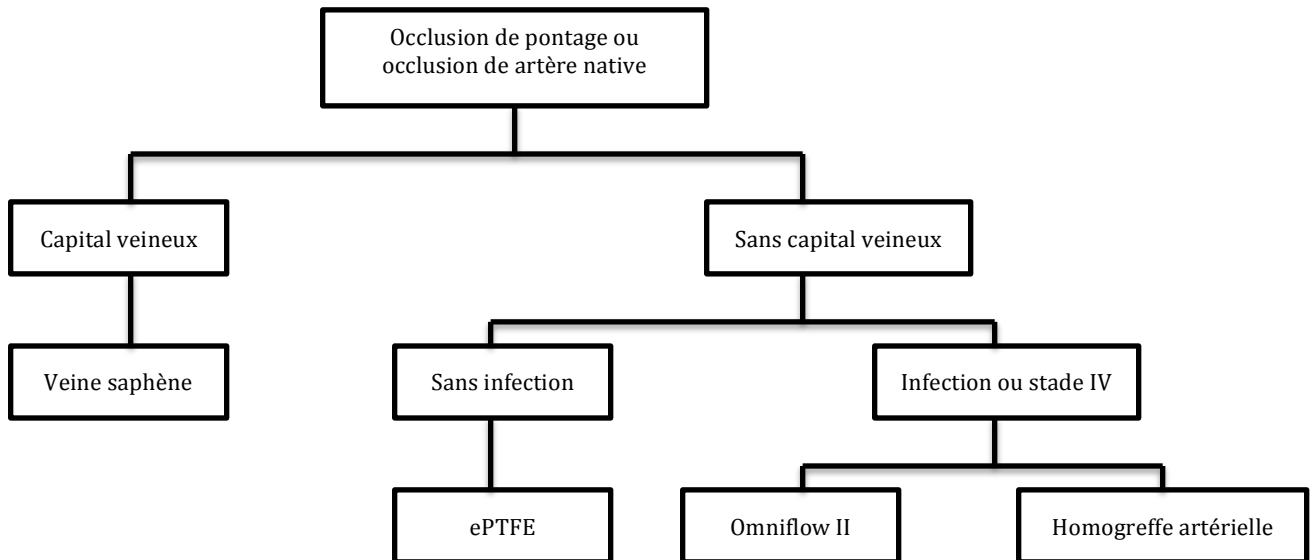 Occlusion de pontage ou
occlusion de artère native
Capital veineux
Sans capital veineux
Veine saphène
Sans infection
Infection ou stade IV
ePTFE
Omniflow II
Homogreffe artérielle